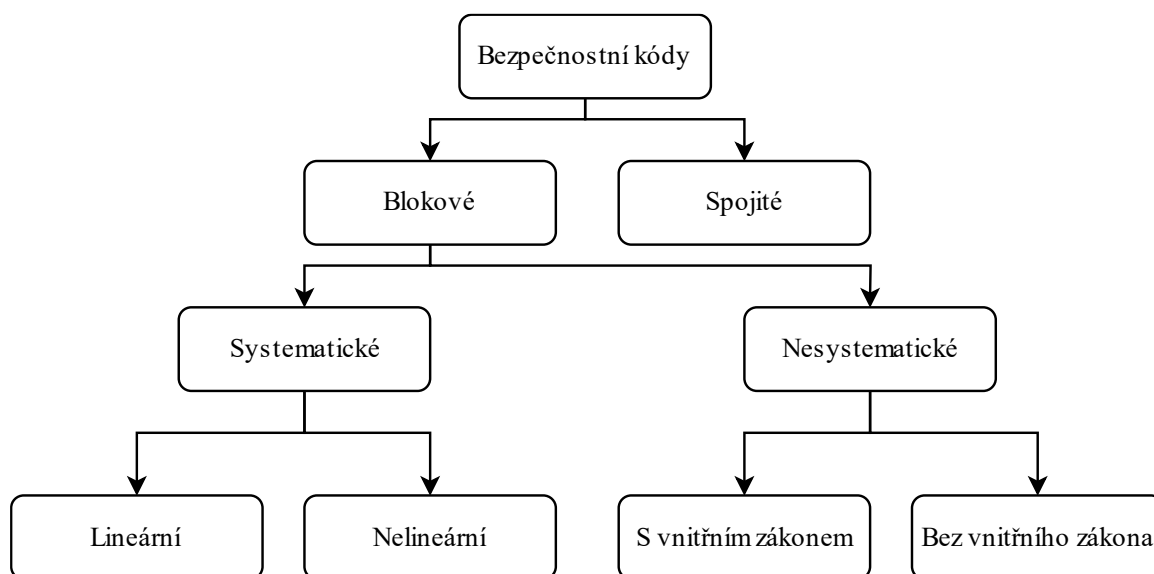 Bezpečnostní kódy
Blokové
Spojité
Systematické
Nesystematické
Lineární
Nelineární
S vnitřním zákonem
Bez vnitřního zákona